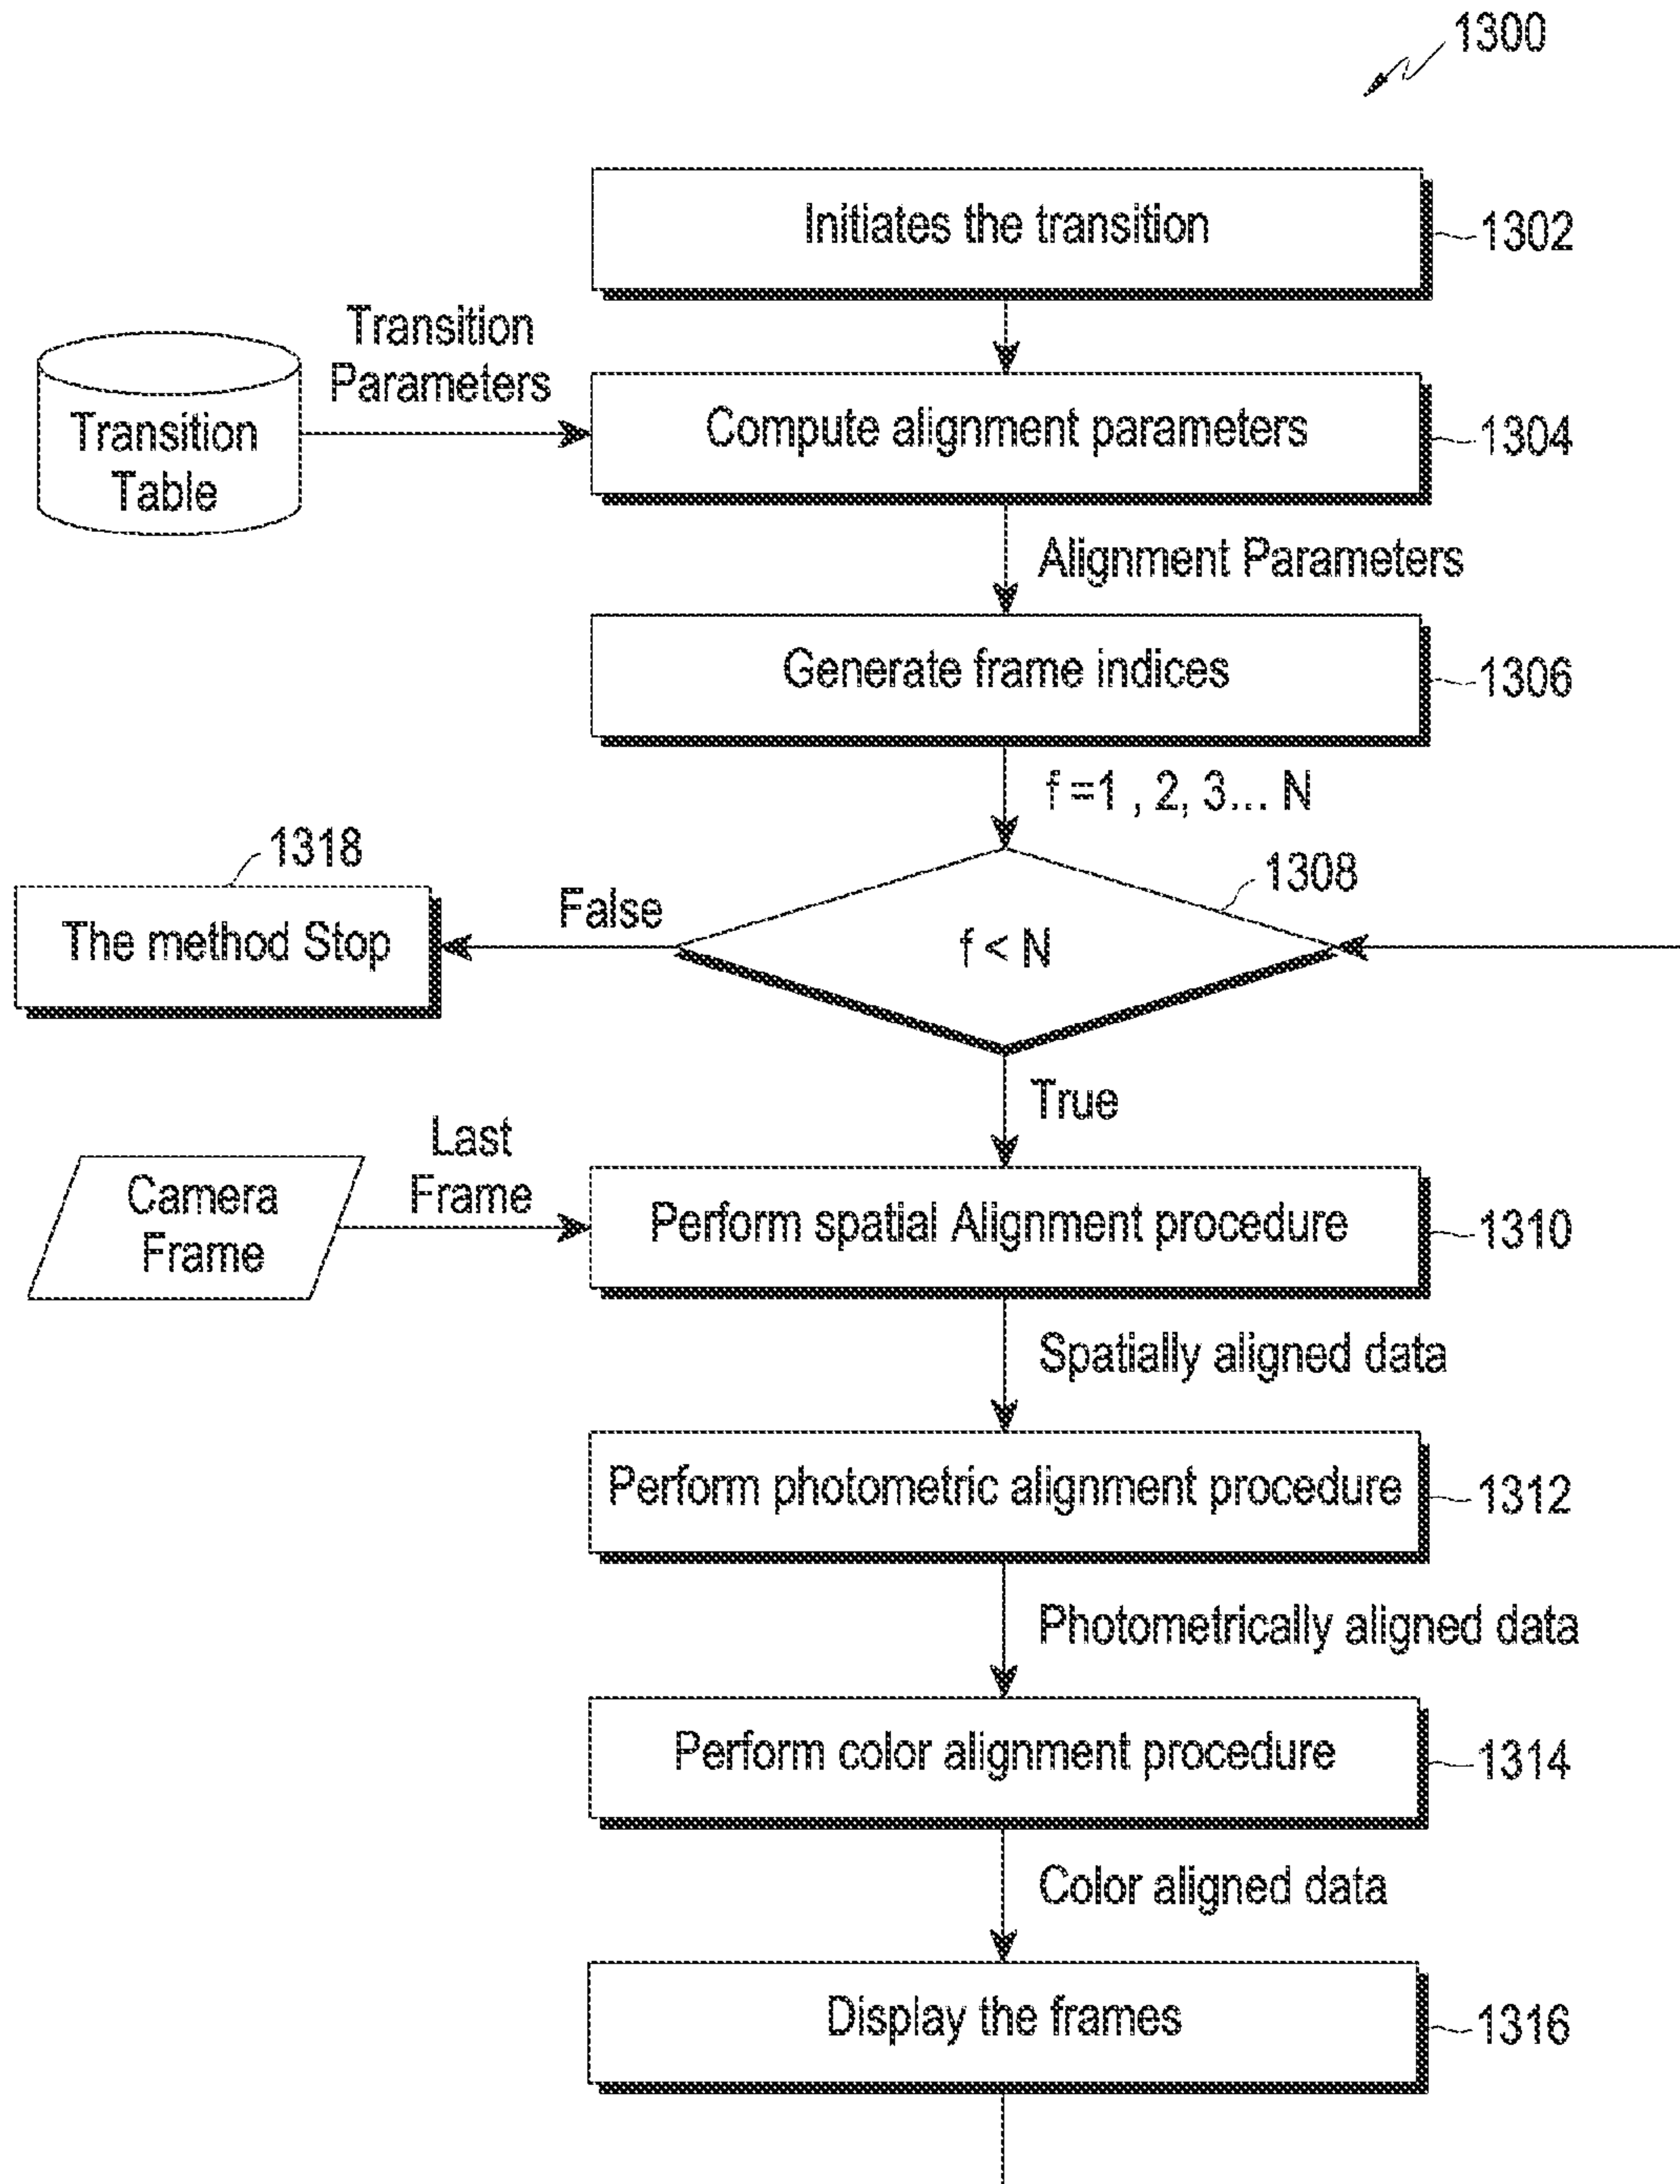 1300
Initiates the transition
1302
Transition
Parameters
Transition
Table
Compute alignment parameters
1304
Alignment Parameters
Generate frame indices
1306
f =1 , 2, 3... N
1318
1308
The method Stop
False
f < N
True
Camera
Frame
Last
Frame
Perform spatial Alignment procedure
1310
Spatially aligned data
Perform photometric alignment procedure
1312
Photometrically aligned data
Perform color alignment procedure
1314
Color aligned data
Display the frames
1316